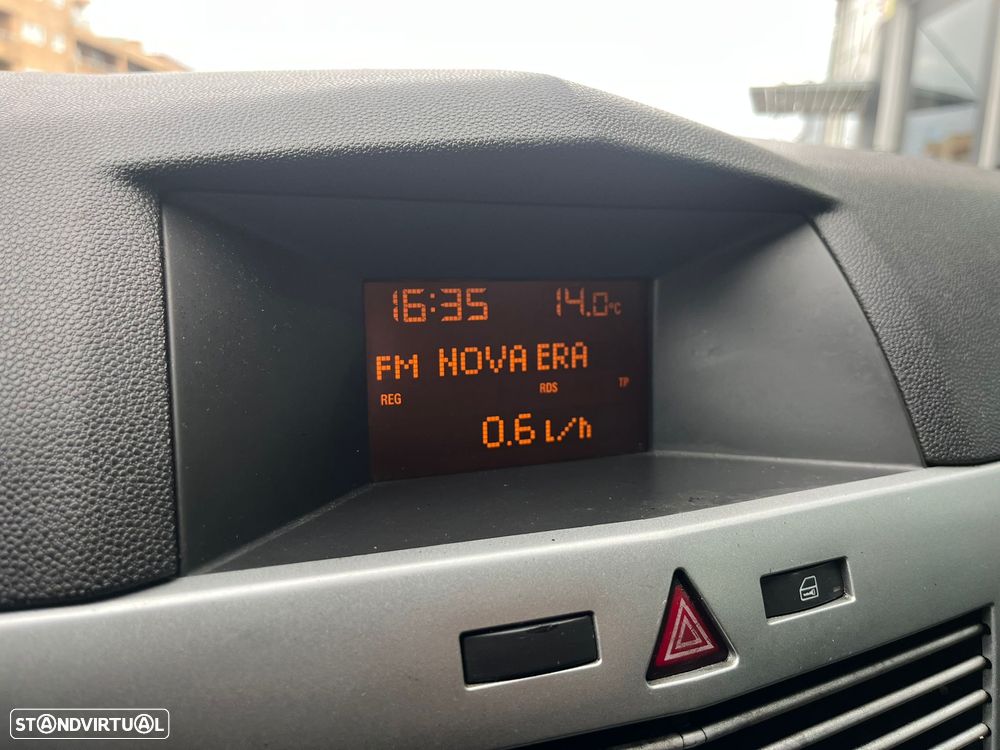 16:35 14.0°C
FM NOVA ERA
REG RDS TP
0.6 L/h
STANDVIRTUAL